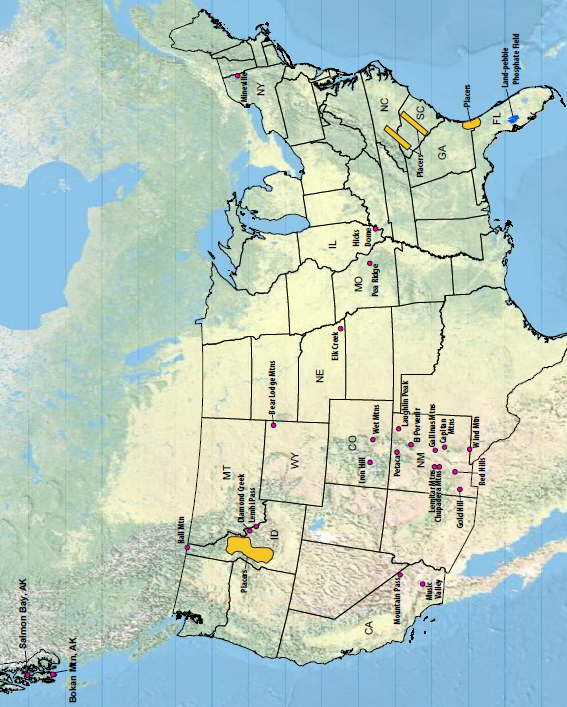 Salmon Bay, AK
Bokan Mtn, AK
Hall Mtn
MT
Diamond Creek
Lemhi Pass
ID
Placers
Bear Lodge Mtns
WY
NE
Elk Creek
CO
Iron Hill
Wet Mtns
CA
Mountain Pass
Music
Valley
NM
Petaca
Laughlin Peak
El Porvenir
Gallinas Mtns
Capitan
Mtns
Lemitar Mtns
Chupadera Mtns
Gold Hill
Red Hills
Wind Mtn
MO
Pea Ridge
IL
Hicks
Dome
NY
Mineville
NC
SC
Placers
GA
Placers
FL
Land-pebble
Phosphate Field